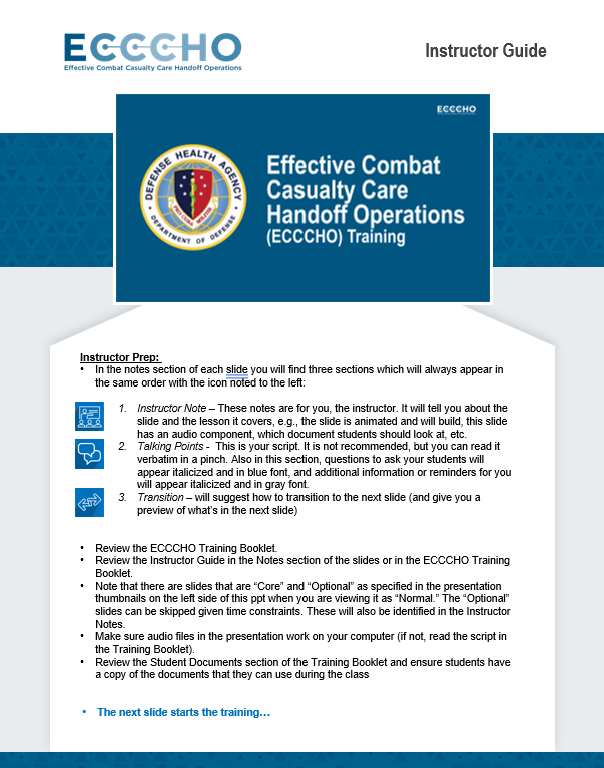 ECCCHO
Effective Combat Casualty Care Handoff Operations
Instructor Guide
ECCCHO
DEFENSE HEALTH AGENCY
PRO CURA MILITIS
DEPARTMENT OF DEFENSE
Effective Combat
Casualty Care
Handoff Operations
(ECCCHO) Training
Instructor Prep:
• In the notes section of each slide you will find three sections which will always appear in
the same order with the icon noted to the left:
1. Instructor Note – These notes are for you, the instructor. It will tell you about the
slide and the lesson it covers, e.g., the slide is animated and will build, this slide
has an audio component, which document students should look at, etc.
2. Talking Points - This is your script. It is not recommended, but you can read it
verbatim in a pinch. Also in this section, questions to ask your students will
appear italicized and in blue font, and additional information or reminders for you
will appear italicized and in gray font.
3. Transition – will suggest how to transition to the next slide (and give you a
preview of what’s in the next slide)
• Review the ECCCHO Training Booklet.
• Review the Instructor Guide in the Notes section of the slides or in the ECCCHO Training
Booklet.
• Note that there are slides that are “Core” and “Optional” as specified in the presentation
thumbnails on the left side of this ppt when you are viewing it as “Normal.” The “Optional”
slides can be skipped given time constraints. These will also be identified in the Instructor
Notes.
• Make sure audio files in the presentation work on your computer (if not, read the script in
the Training Booklet).
• Review the Student Documents section of the Training Booklet and ensure students have
a copy of the documents that they can use during the class
• The next slide starts the training…